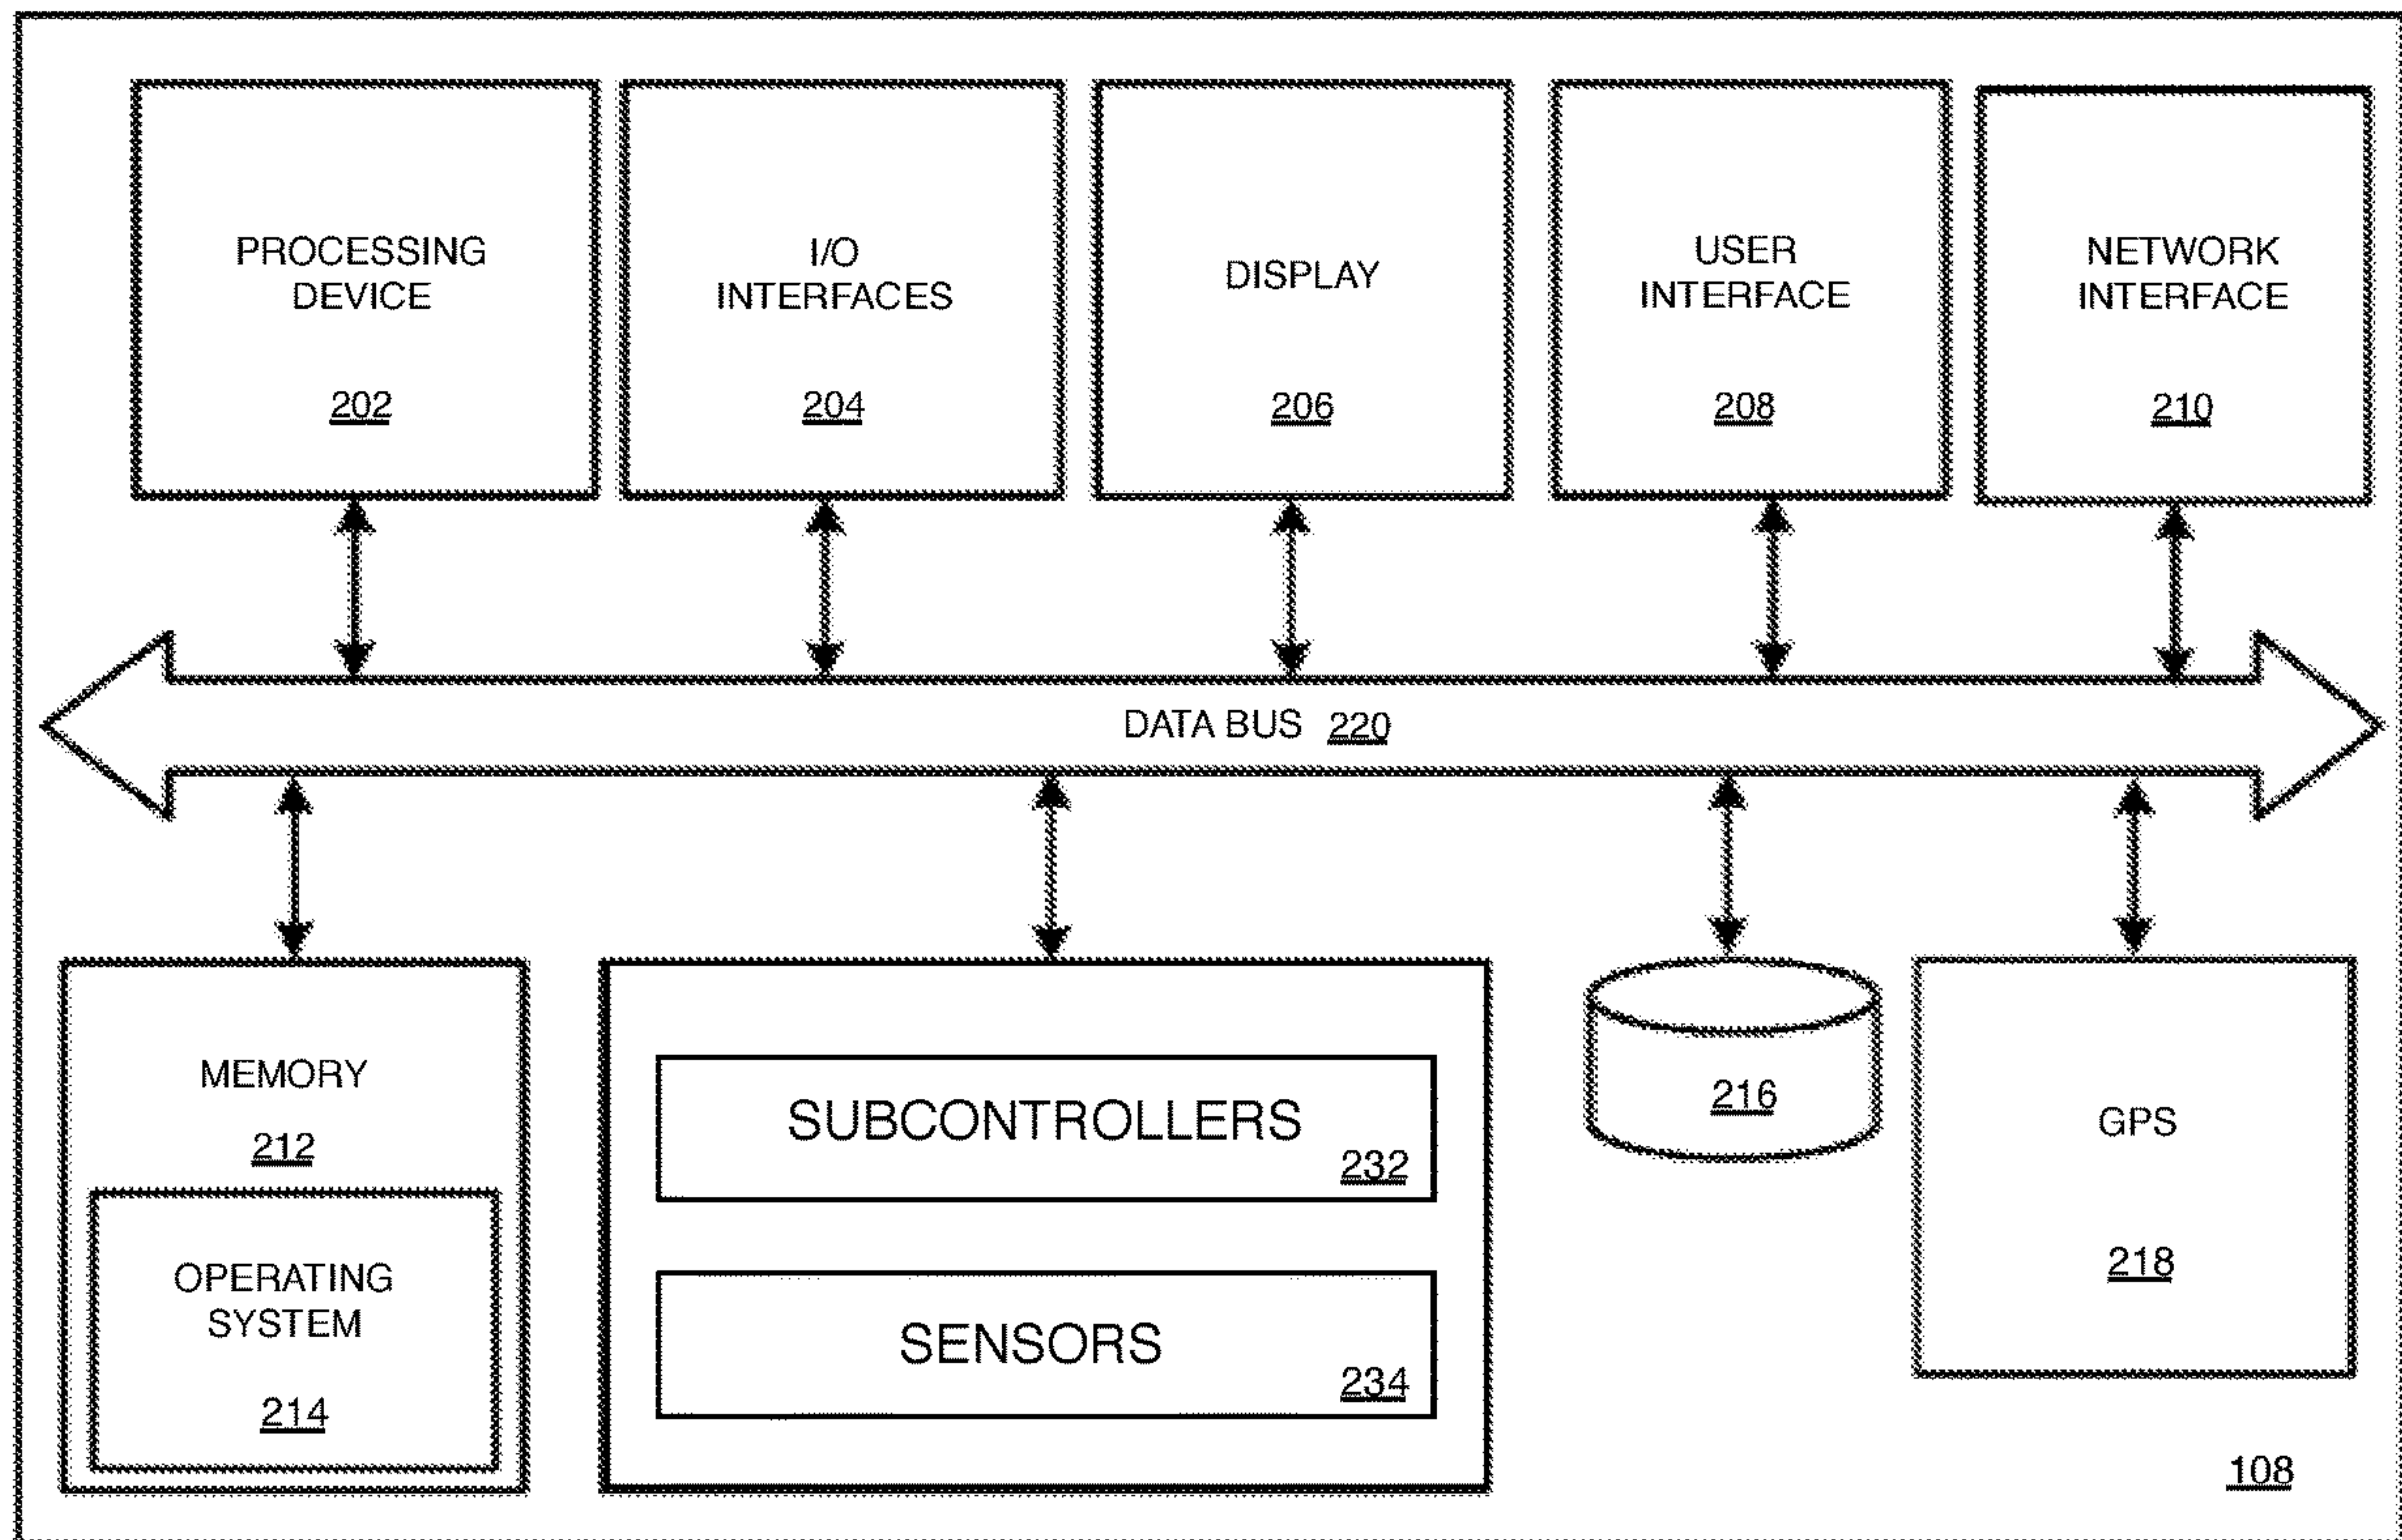 PROCESSING
DEVICE
202
I/O
INTERFACES
204
DISPLAY
206
USER
INTERFACE
208
NETWORK
INTERFACE
210
DATA BUS 220
MEMORY
212
OPERATING
SYSTEM
214
SUBCONTROLLERS
232
SENSORS
234
216
GPS
218
108